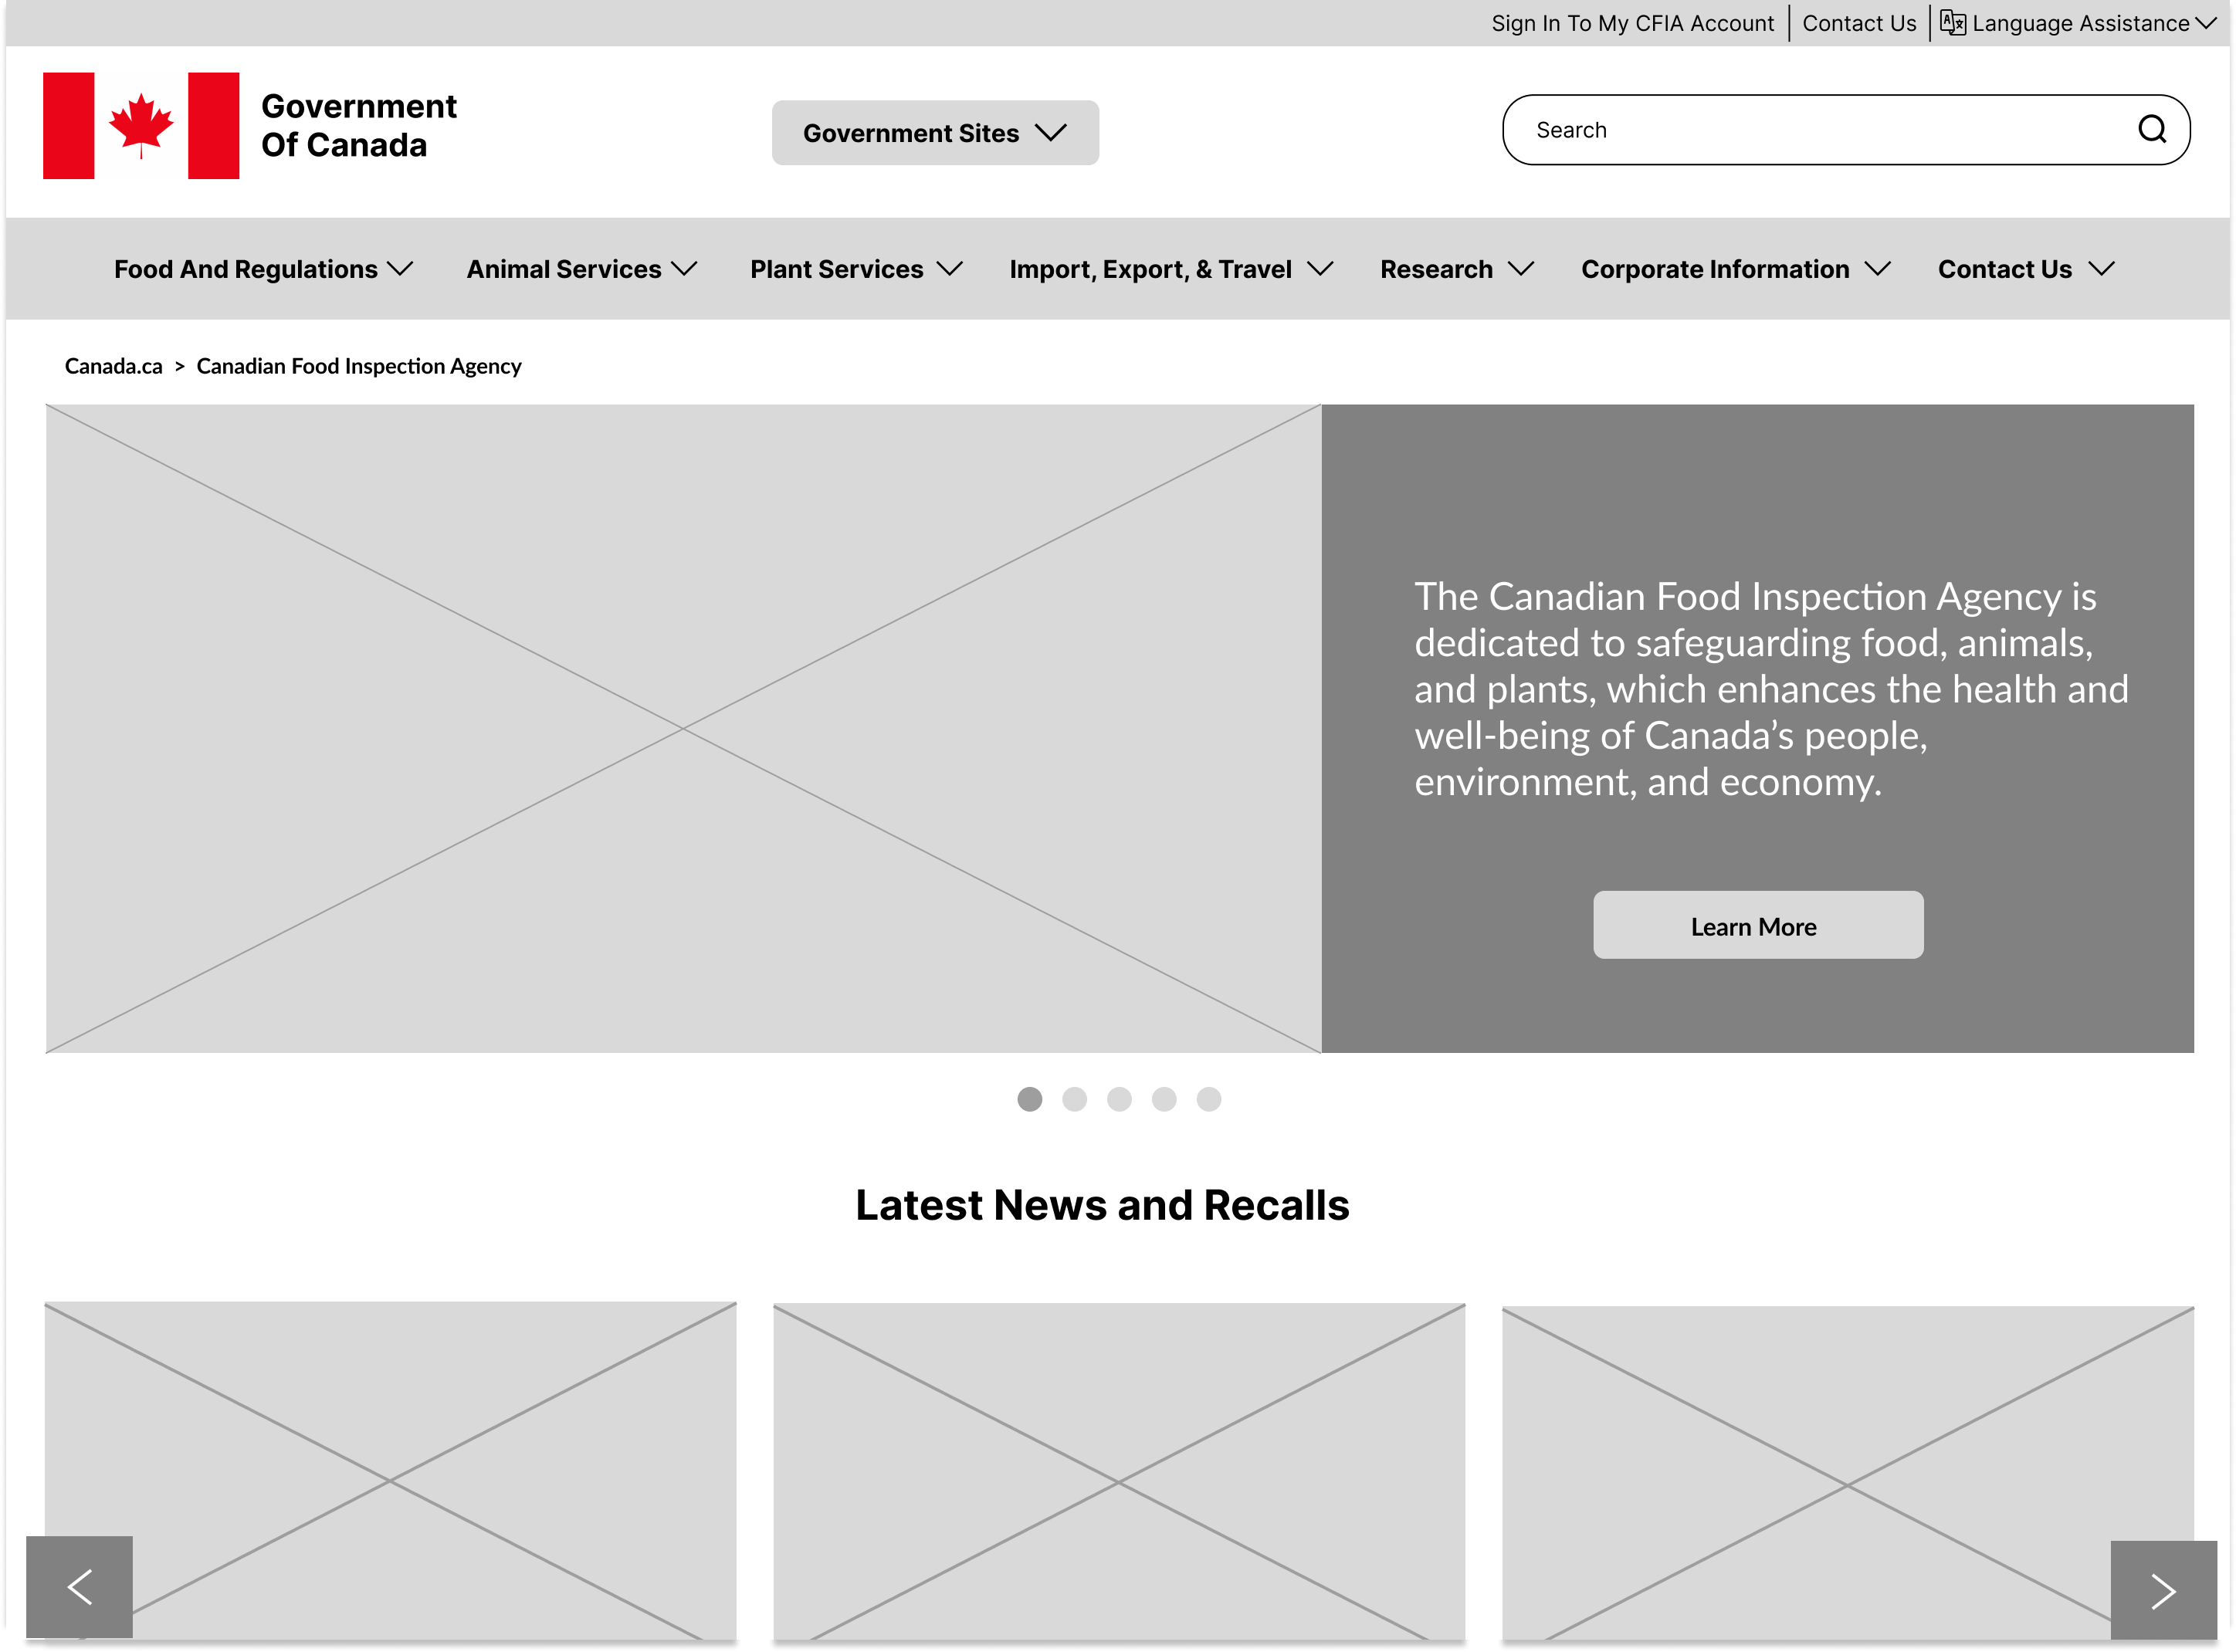 Sign In To My CFIA Account | Contact Us | Language Assistance
Government
Of Canada
Government Sites
Search
Food And Regulations Animal Services Plant Services Import, Export, & Travel Research Corporate Information Contact Us
Canada.ca > Canadian Food Inspection Agency
The Canadian Food Inspection Agency is
dedicated to safeguarding food, animals,
and plants, which enhances the health and
well-being of Canada’s people,
environment, and economy.
Learn More
Latest News and Recalls